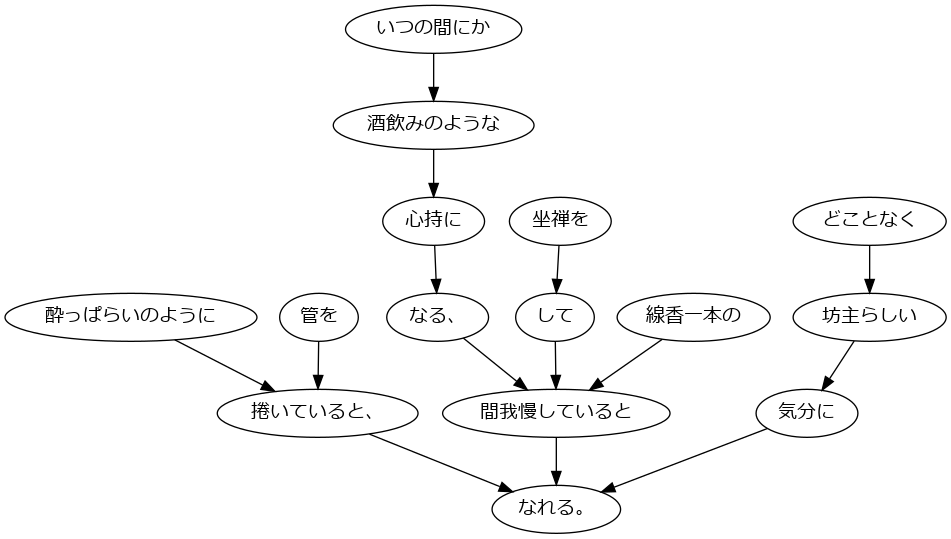 いつの間にか
酒飲みのような
心持に
坐禅を
どことなく
酔っぱらいのように
管を
なる、
して
線香一本の
坊主らしい
捲いていると、
間我慢していると
気分に
なれる。